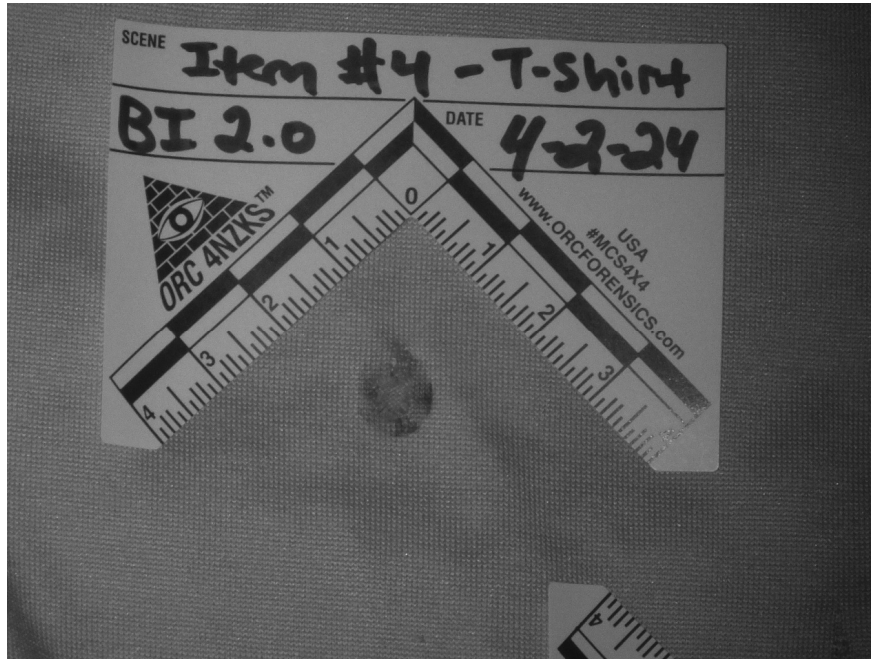 SCENE Item #4 - T-Shirt
BI 2.0
DATE 4-2-24
ORC 4NZKS™
www.ORCFORENSICS.com
#MCS4X4
USA
0
1
2
3
4
1
2
3
4